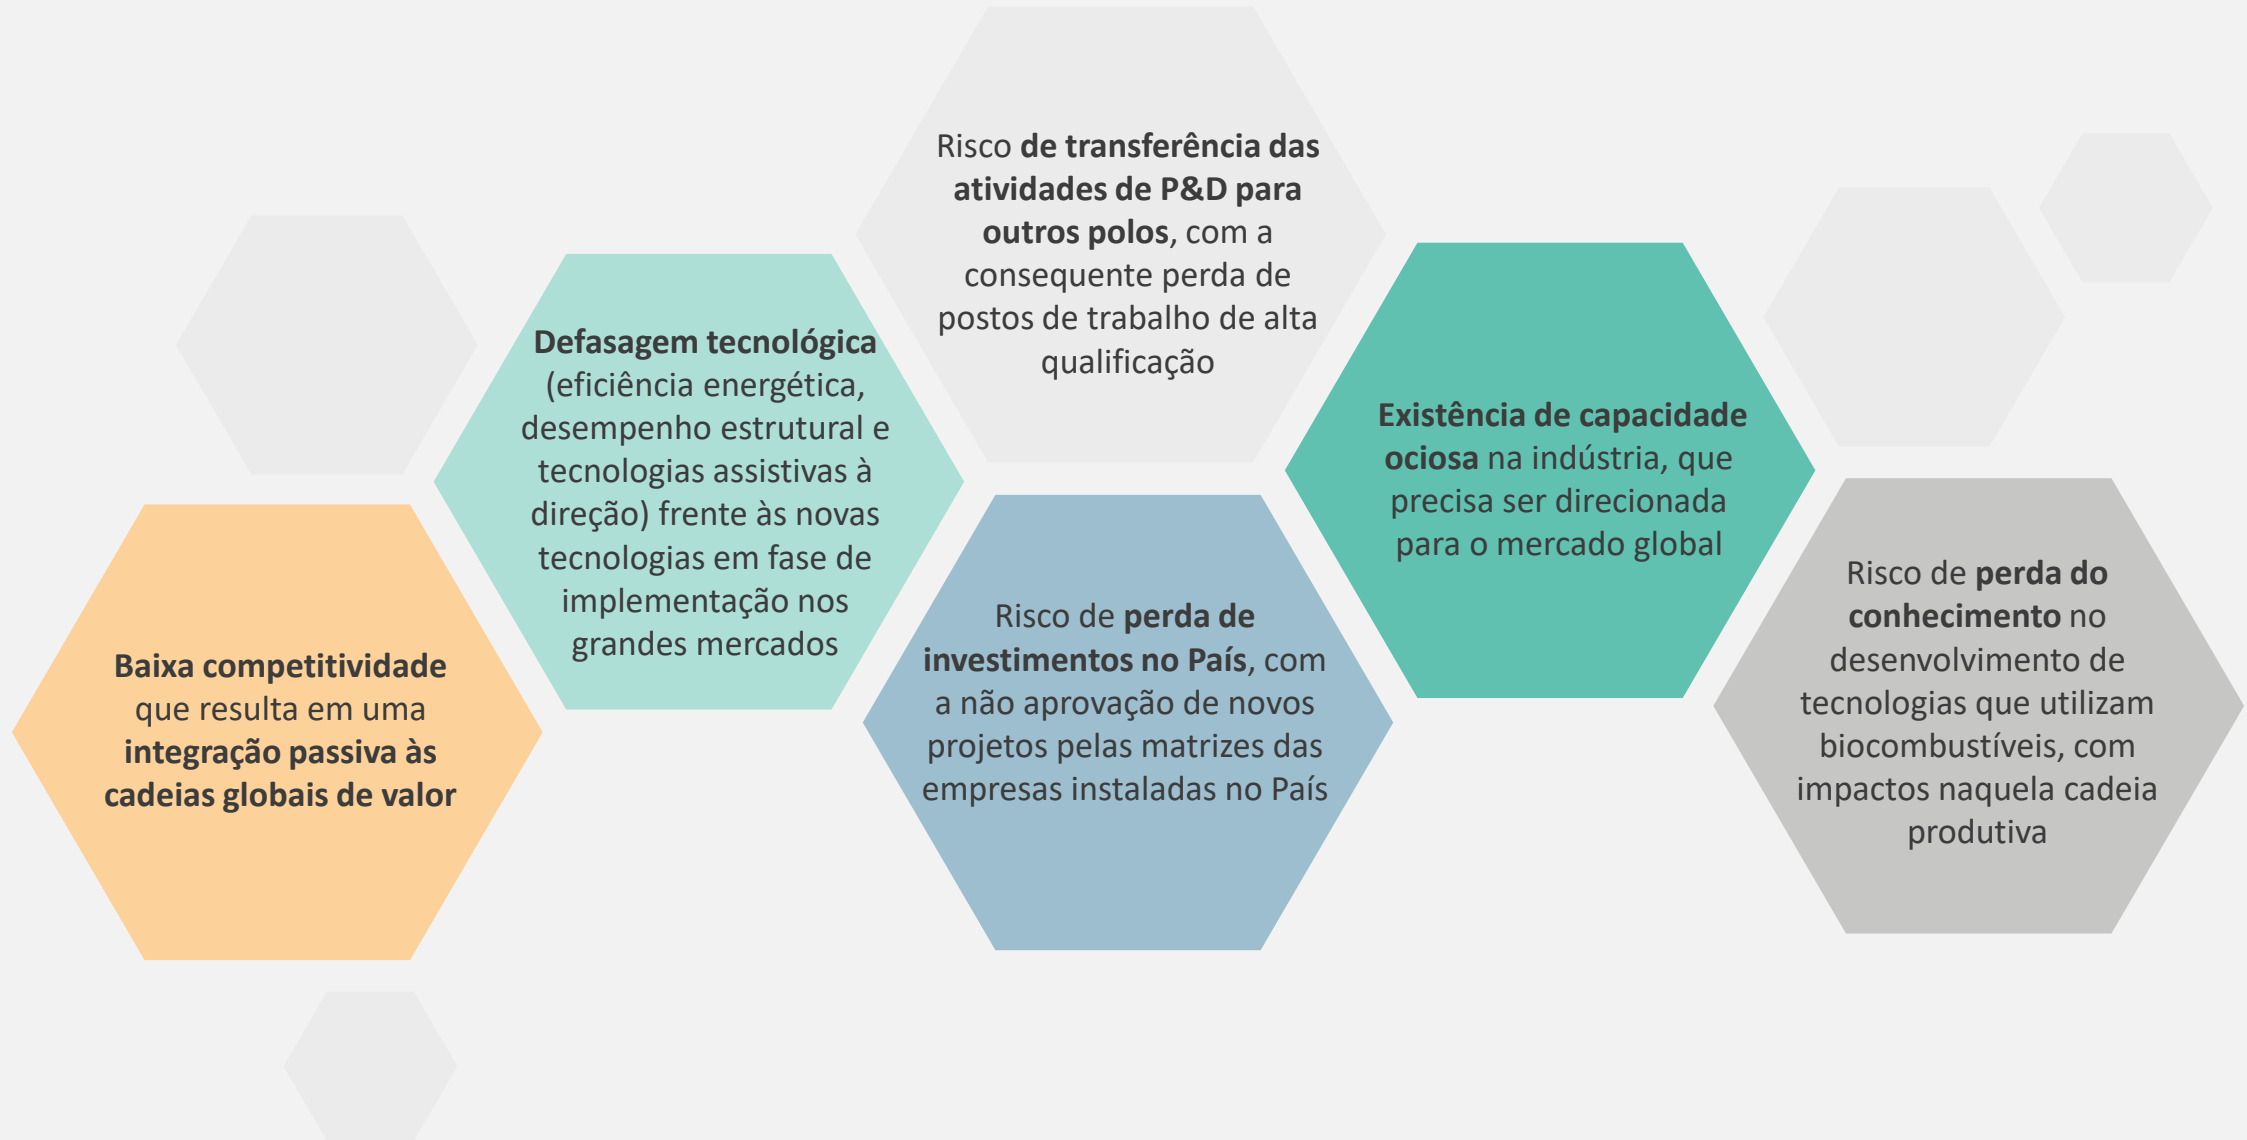 Baixa competitividade
que resulta em uma
integração passiva às
cadeias globais de valor
Defasagem tecnológica
(eficiência energética,
desempenho estrutural e
tecnologias assistivas à
direção) frente às novas
tecnologias em fase de
implementação nos
grandes mercados
Risco de transferência das
atividades de P&D para
outros polos, com a
consequente perda de
postos de trabalho de alta
qualificação
Risco de perda de
investimentos no País, com
a não aprovação de novos
projetos pelas matrizes das
empresas instaladas no País
Existência de capacidade
ociosa na indústria, que
precisa ser direcionada
para o mercado global
Risco de perda do
conhecimento no
desenvolvimento de
tecnologias que utilizam
biocombustíveis, com
impactos naquela cadeia
produtiva